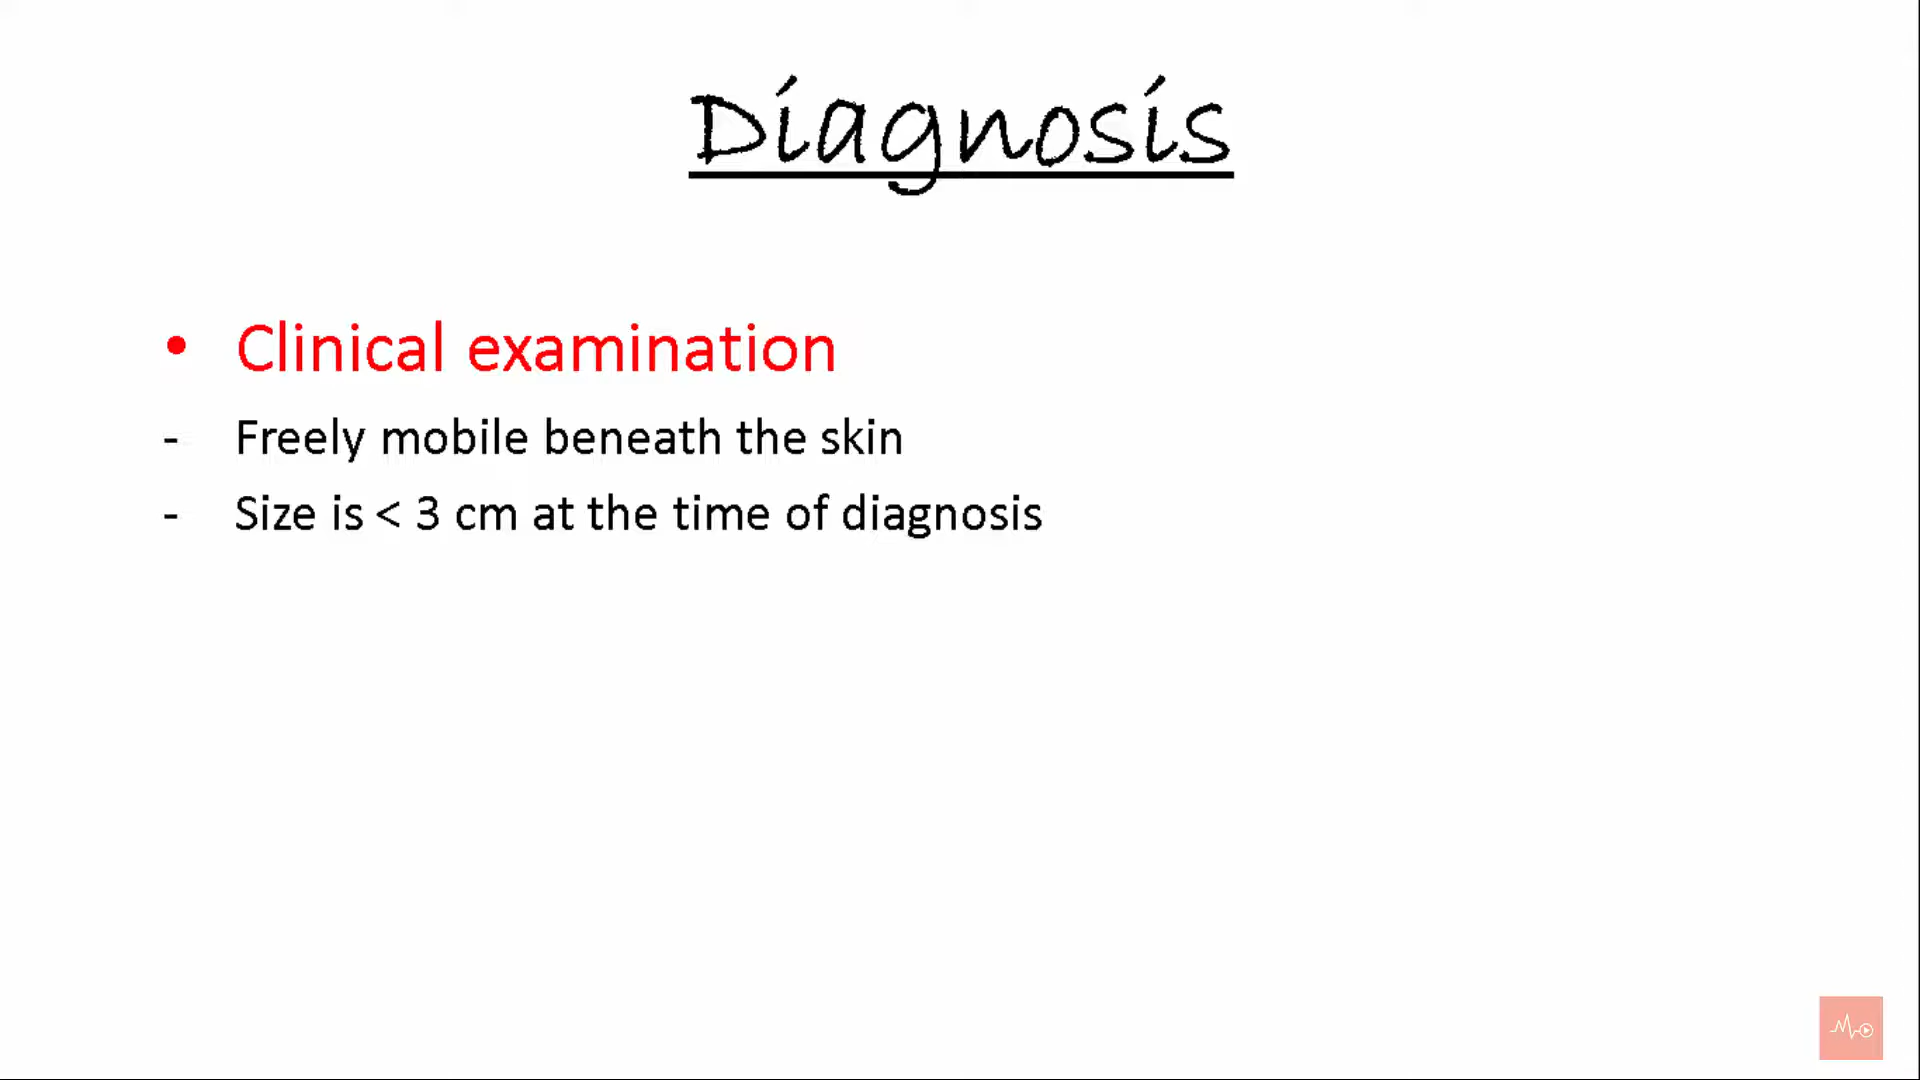 Diagnosis
• Clinical examination
- Freely mobile beneath the skin
- Size is < 3 cm at the time of diagnosis